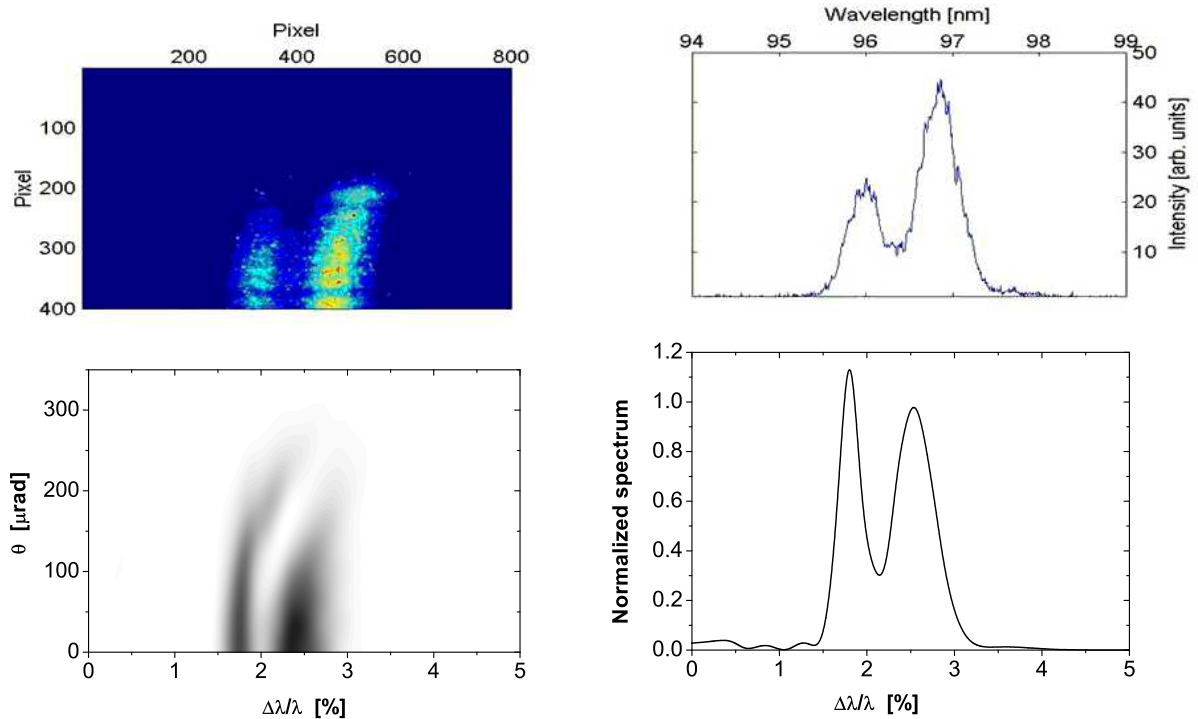 Pixel
200 400 600 800
Pixel
100
200
300
400
Wavelength [nm]
94 95 96 97 98 99
50
40
30
20
10
Intensity [arb. units]
300
200
100
0
θ [μrad]
0 1 2 3 4 5
Δλ/λ [%]
1.2
1.0
0.8
0.6
0.4
0.2
0.0
Normalized spectrum
0 1 2 3 4 5
Δλ/λ [%]